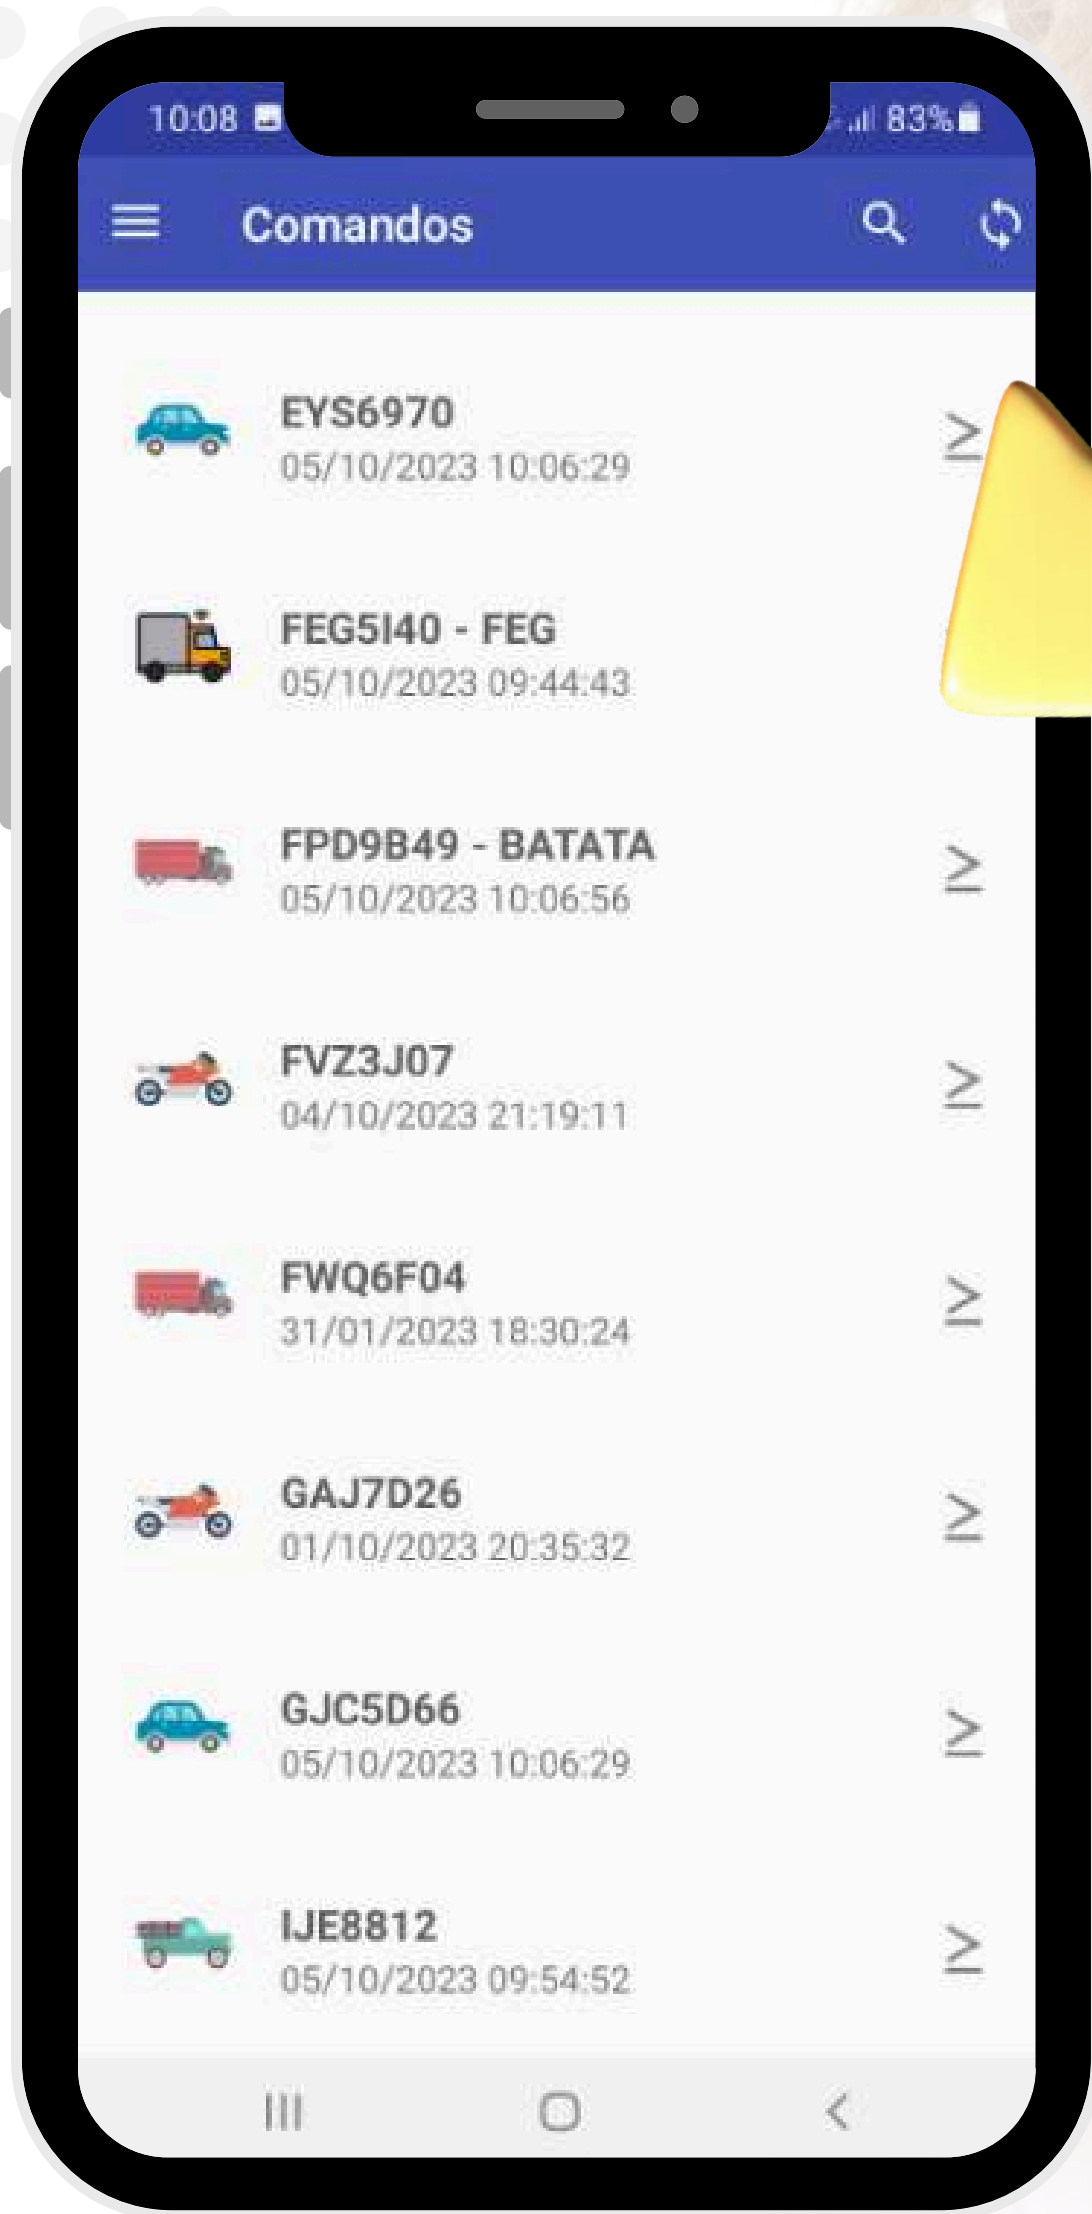 10:08
83%
Comandos
EYS6970
05/10/2023 10:06:29
FEG5I40 - FEG
05/10/2023 09:44:43
FPD9B49 - BATATA
05/10/2023 10:06:56
FVZ3J07
04/10/2023 21:19:11
FWQ6F04
31/01/2023 18:30:24
GAJ7D26
01/10/2023 20:35:32
GJC5D66
05/10/2023 10:06:29
IJE8812
05/10/2023 09:54:52